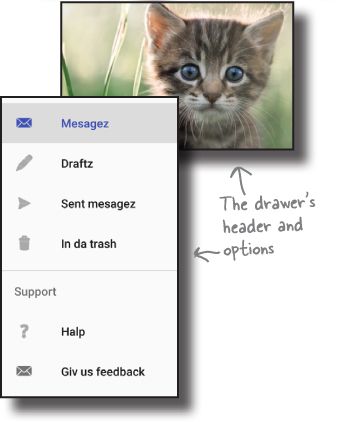 Mesagez
Draftz
Sent mesagez
In da trash
Support
Halp
Giv us feedback
The drawer's
header and
options